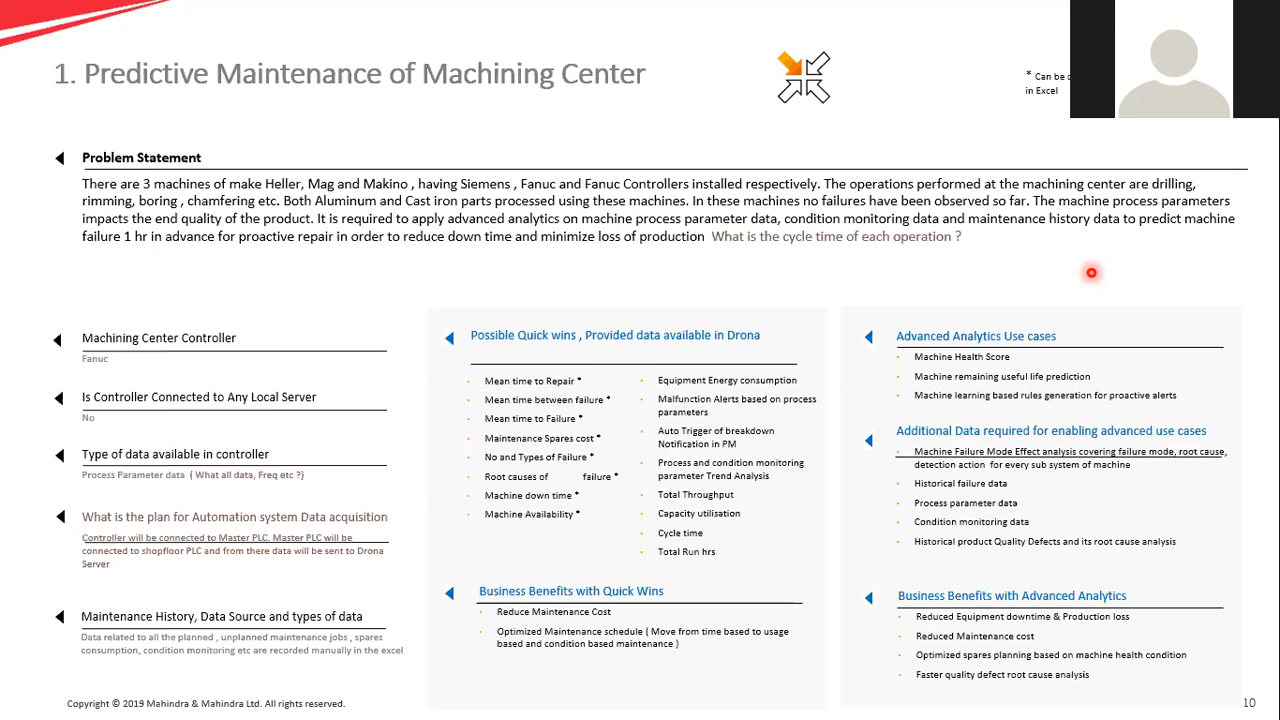 1. Predictive Maintenance of Machining Center
* Can be
in Excel
Problem Statement
There are 3 machines of make Heller, Mag and Makino , having Siemens , Fanuc and Fanuc Controllers installed respectively. The operations performed at the machining center are drilling,
rimming, boring , chamfering etc. Both Aluminum and Cast iron parts processed using these machines. In these machines no failures have been observed so far. The machine process parameters
impacts the end quality of the product. It is required to apply advanced analytics on machine process parameter data, condition monitoring data and maintenance history data to predict machine
failure 1 hr in advance for proactive repair in order to reduce down time and minimize loss of production What is the cycle time of each operation ?
Machining Center Controller
Fanuc
Is Controller Connected to Any Local Server
No
Type of data available in controller
Process Parameter data ( What all data, Freq etc ?)
What is the plan for Automation system Data acquisition
Controller will be connected to Master PLC. Master PLC will be
connected to shopfloor PLC and from there data will be sent to Drona
Server
Maintenance History, Data Source and types of data
Data related to all the planned , unplanned maintenance jobs , spares
consumption, condition monitoring etc are recorded manually in the excel
Possible Quick wins , Provided data available in Drona
Mean time to Repair *
Mean time between failure *
Mean time to Failure *
Maintenance Spares cost *
No and Types of Failure *
Root causes of failure *
Machine down time *
Machine Availability *
Equipment Energy consumption
Malfunction Alerts based on process
parameters
Auto Trigger of breakdown
Notification in PM
Process and condition monitoring
parameter Trend Analysis
Total Throughput
Capacity utilisation
Cycle time
Total Run hrs
Business Benefits with Quick Wins
Reduce Maintenance Cost
Optimized Maintenance schedule ( Move from time based to usage
based and condition based maintenance )
Advanced Analytics Use cases
Machine Health Score
Machine remaining useful life prediction
Machine learning based rules generation for proactive alerts
Additional Data required for enabling advanced use cases
Machine Failure Mode Effect analysis covering failure mode, root cause,
detection action for every sub system of machine
Historical failure data
Process parameter data
Condition monitoring data
Historical product Quality Defects and its root cause analysis
Business Benefits with Advanced Analytics
Reduced Equipment downtime & Production loss
Reduced Maintenance cost
Optimized spares planning based on machine health condition
Faster quality defect root cause analysis
Copyright © 2019 Mahindra & Mahindra Ltd. All rights reserved.
10